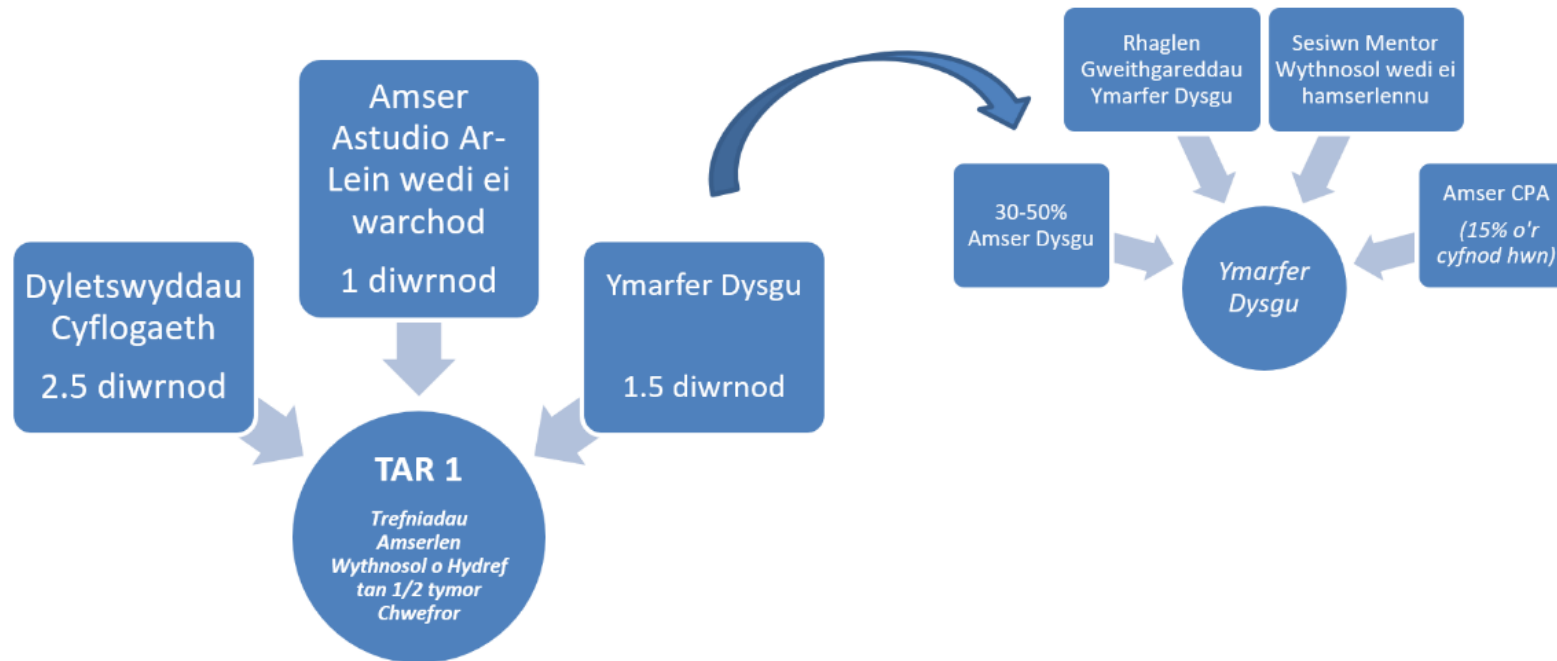 Dyletswyddau
Cyflogaeth
2.5 diwrnod
Amser
Astudio Ar-
Lein wedi ei
warchod
1 diwrnod
Ymarfer Dysgu
1.5 diwrnod
TAR 1
Trefniadau
Amserlen
Wythnosol o Hydref
tan 1/2 tymor
Chwefror
30-50%
Amser Dysgu
Rhaglen
Gweithgareddau
Ymarfer Dysgu
Sesiwn Mentor
Wythnosol wedi ei
hamserlennu
Amser CPA
(15% o'r
cyfnod hwn)
Ymarfer
Dysgu